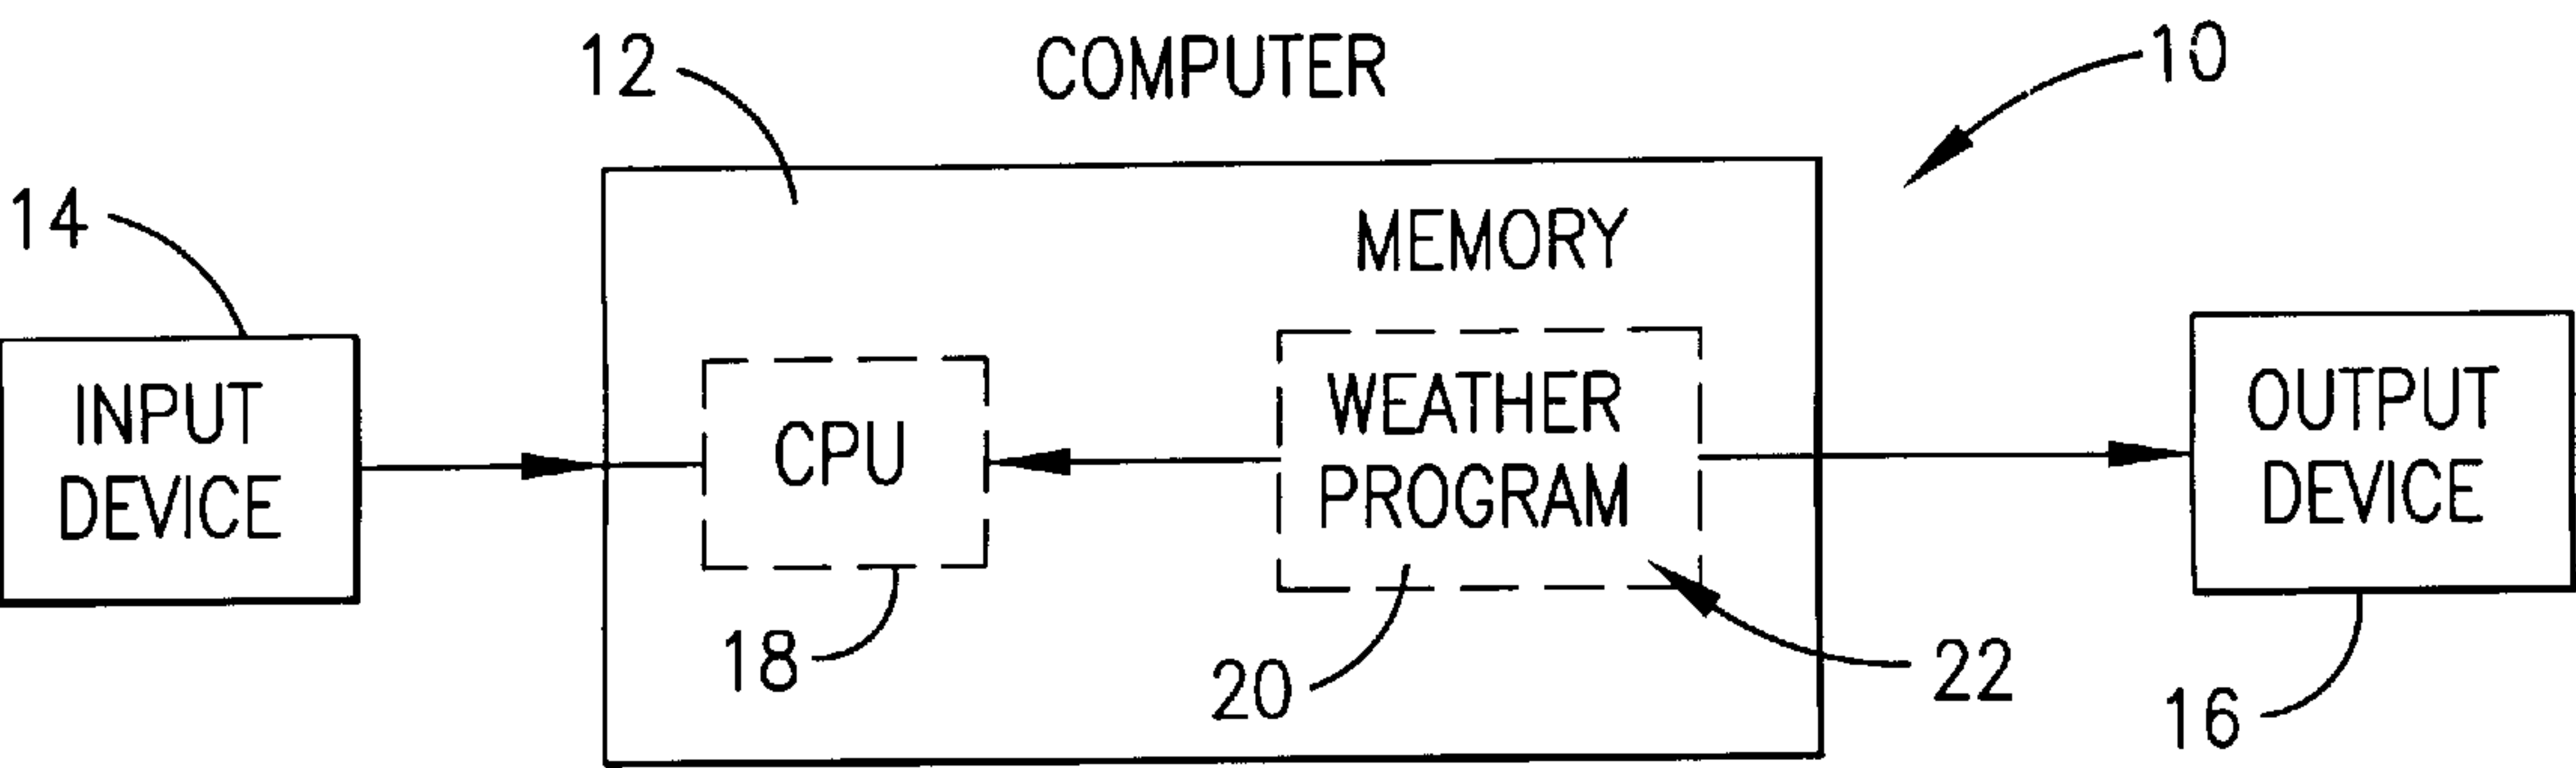 12
COMPUTER
10
14
MEMORY
INPUT
DEVICE
CPU
WEATHER
PROGRAM
OUTPUT
DEVICE
18
20
22
16